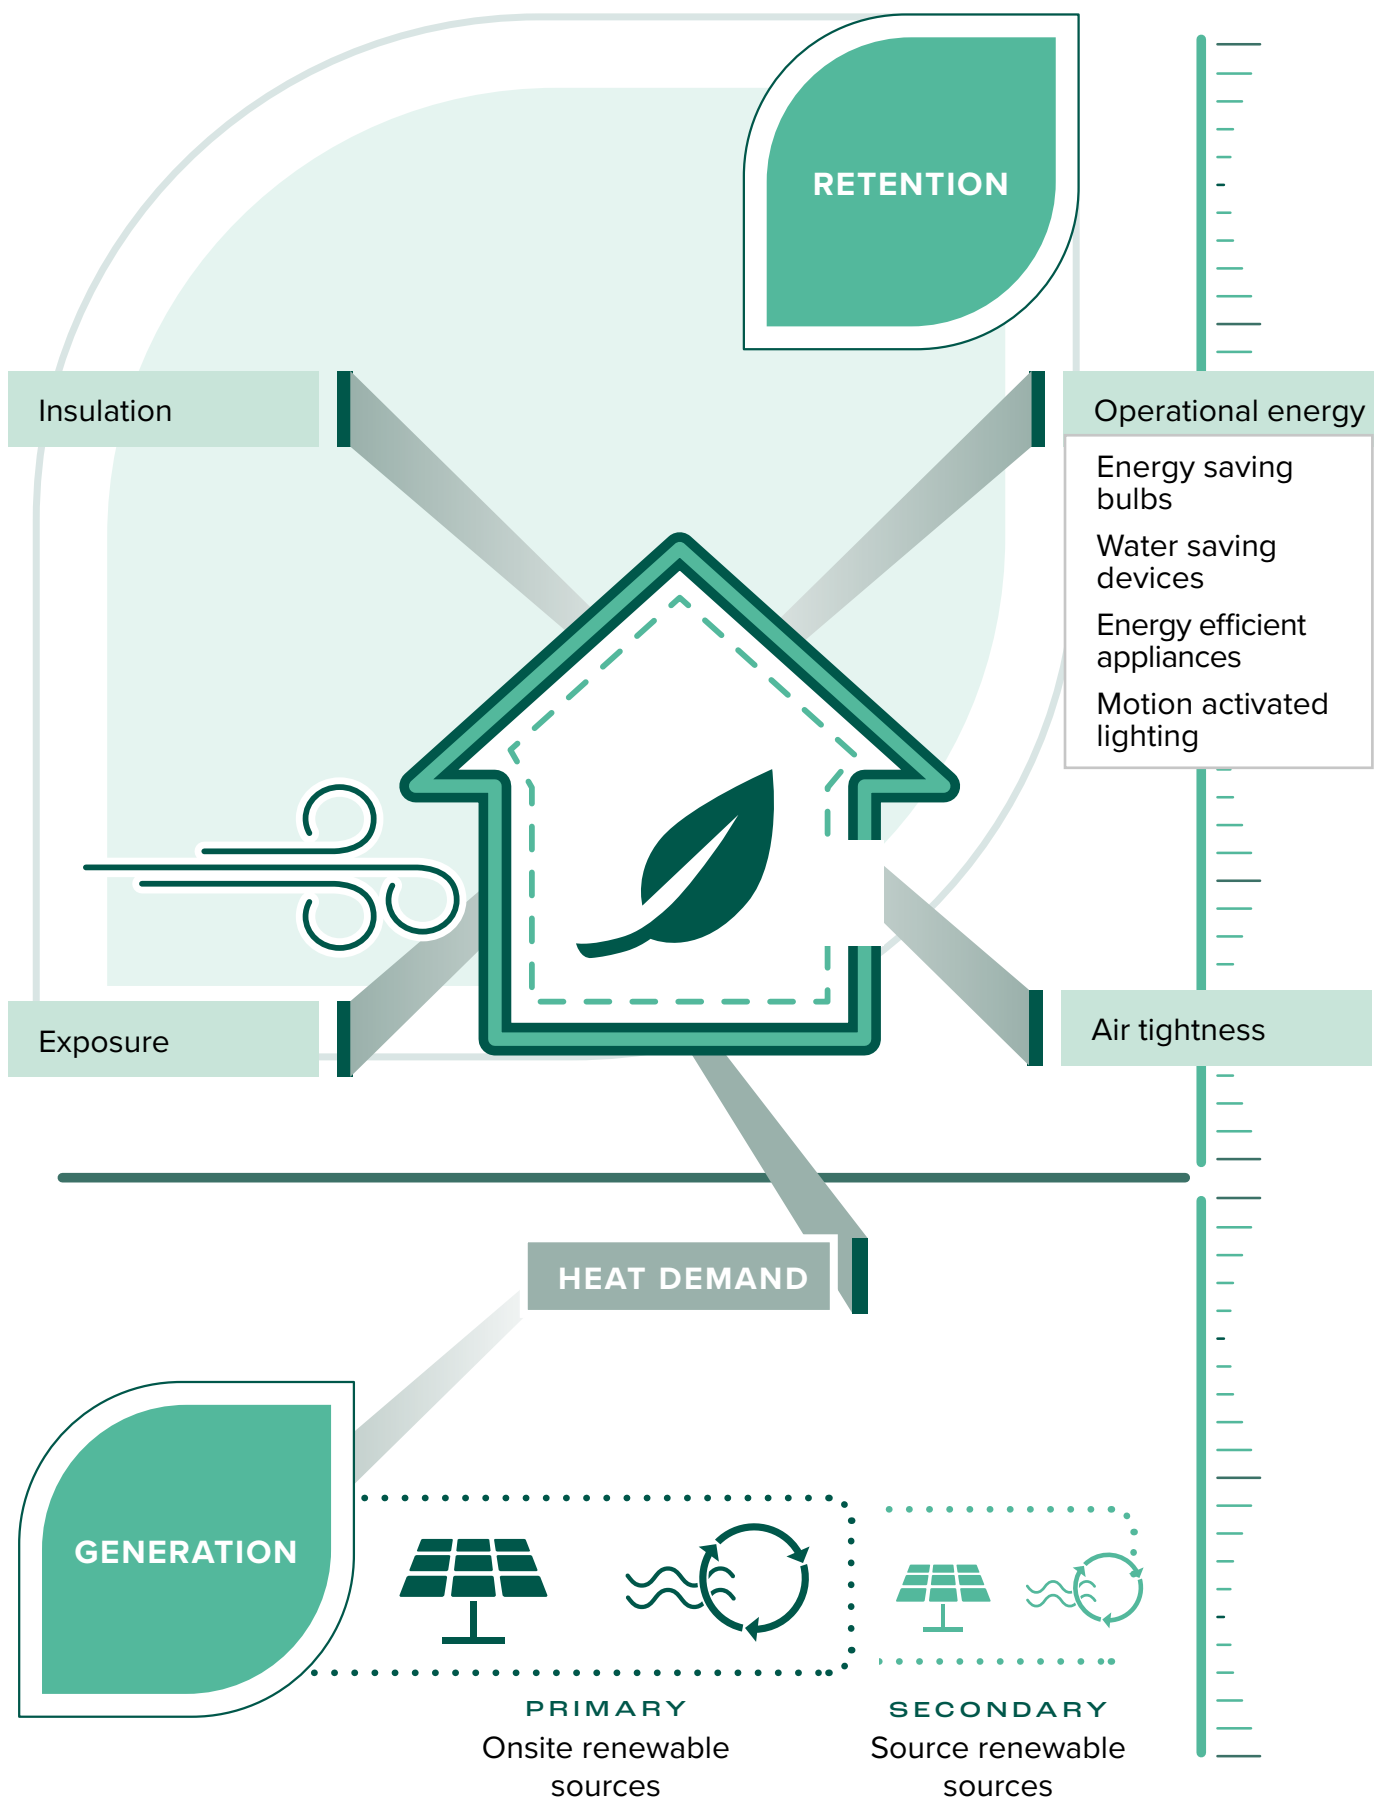 RETENTION
Insulation
Operational energy
Energy saving
bulbs
Water saving
devices
Energy efficient
appliances
Motion activated
lighting
Exposure
Air tightness
HEAT DEMAND
GENERATION
PRIMARY
Onsite renewable
sources
SECONDARY
Source renewable
sources